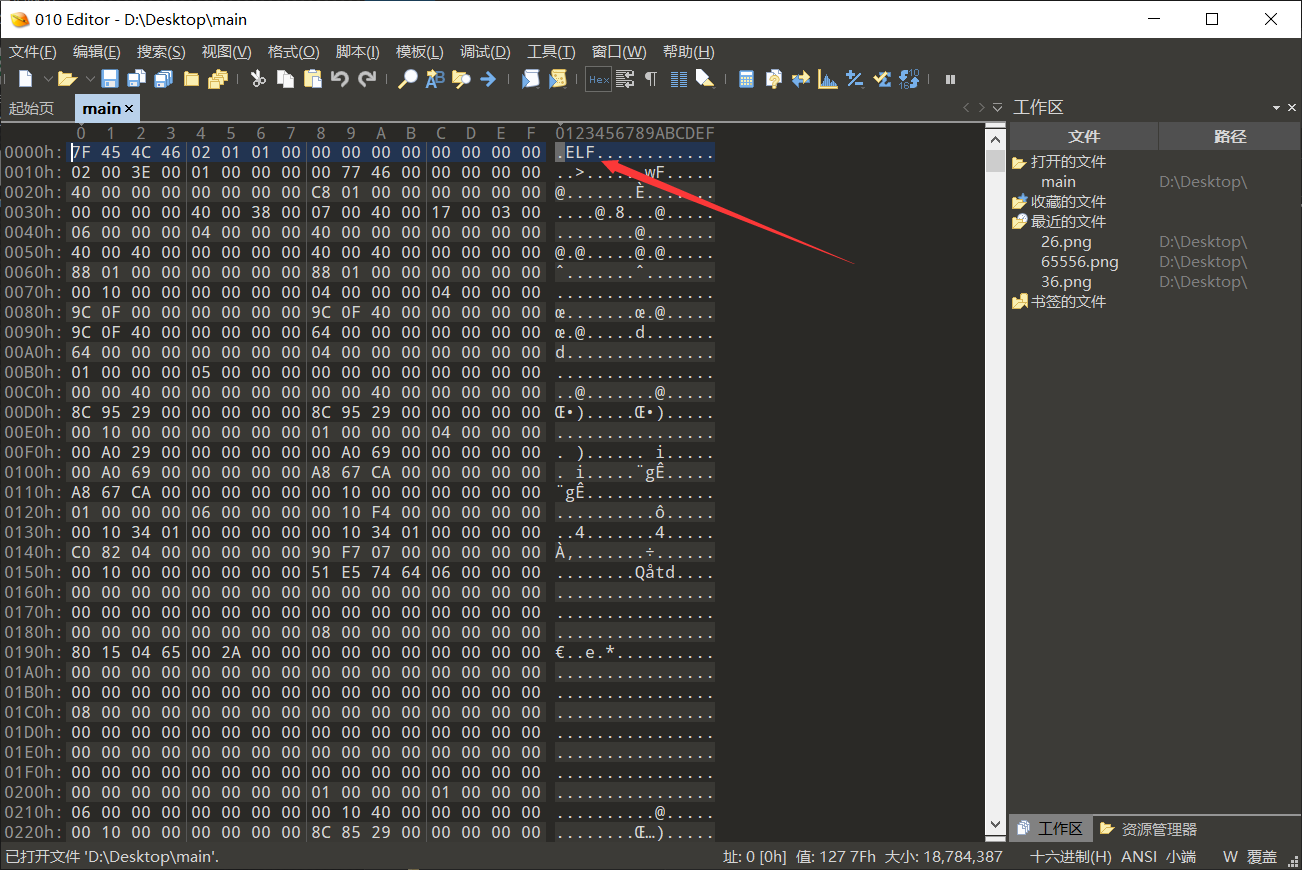 010 Editor - D:\Desktop\main
文件(F) 编辑(E) 搜索(S) 视图(V) 格式(O) 脚本(I) 模板(L) 调试(D) 工具(T) 窗口(W) 帮助(H)
起始页 main × 工作区
0 1 2 3 4 5 6 7 8 9 A B C D E F 0123456789ABCDEF
0000h: 7F 45 4C 46 02 01 01 00 00 00 00 00 00 00 00 00 .ELF............
0010h: 02 00 3E 00 01 00 00 00 00 77 46 00 00 00 00 00 ..>......wF.....
0020h: 40 00 00 00 00 00 00 00 C8 01 00 00 00 00 00 00 @.......È.......
0030h: 00 00 00 00 40 00 38 00 07 00 40 00 17 00 03 00 ....@.8...@.....
0040h: 06 00 00 00 04 00 00 00 40 00 00 00 00 00 00 00 ........@.......
0050h: 40 00 40 00 00 00 00 00 40 00 40 00 00 00 00 00 @.@.....@.@.....
0060h: 88 01 00 00 00 00 00 00 88 01 00 00 00 00 00 00 ˆ.......ˆ.......
0070h: 00 10 00 00 00 00 00 00 04 00 00 00 04 00 00 00 ................
0080h: 9C 0F 00 00 00 00 00 00 9C 0F 40 00 00 00 00 00 œ.......œ.@.....
0090h: 9C 0F 40 00 00 00 00 00 64 00 00 00 00 00 00 00 œ.@.....d.......
00A0h: 64 00 00 00 00 00 00 00 04 00 00 00 00 00 00 00 d...............
00B0h: 01 00 00 00 05 00 00 00 00 00 00 00 00 00 00 00 ................
00C0h: 00 00 40 00 00 00 00 00 00 00 40 00 00 00 00 00 ..@.......@.....
00D0h: 8C 95 29 00 00 00 00 00 8C 95 29 00 00 00 00 00 Œ•).....Œ•).....
00E0h: 00 10 00 00 00 00 00 00 01 00 00 00 04 00 00 00 ................
00F0h: 00 A0 29 00 00 00 00 00 00 A0 69 00 00 00 00 00 . )...... i.....
0100h: 00 A0 69 00 00 00 00 00 A8 67 CA 00 00 00 00 00 . i.....¨gÊ.....
0110h: A8 67 CA 00 00 00 00 00 00 10 00 00 00 00 00 00 ¨gÊ.............
0120h: 01 00 00 00 06 00 00 00 00 10 F4 00 00 00 00 00 ..........ô.....
0130h: 00 10 34 01 00 00 00 00 00 10 34 01 00 00 00 00 ..4.......4.....
0140h: C0 82 04 00 00 00 00 00 90 F7 07 00 00 00 00 00 À‚.......÷......
0150h: 00 10 00 00 00 00 00 00 51 E5 74 64 06 00 00 00 ........Qåtd....
0160h: 00 00 00 00 00 00 00 00 00 00 00 00 00 00 00 00 ................
0170h: 00 00 00 00 00 00 00 00 00 00 00 00 00 00 00 00 ................
0180h: 00 00 00 00 00 00 00 00 08 00 00 00 00 00 00 00 ................
0190h: 80 15 04 65 00 2A 00 00 00 00 00 00 00 00 00 00 €..e.*..........
01A0h: 00 00 00 00 00 00 00 00 00 00 00 00 00 00 00 00 ................
01B0h: 00 00 00 00 00 00 00 00 00 00 00 00 00 00 00 00 ................
01C0h: 08 00 00 00 00 00 00 00 00 00 00 00 00 00 00 00 ................
01D0h: 00 00 00 00 00 00 00 00 00 00 00 00 00 00 00 00 ................
01E0h: 00 00 00 00 00 00 00 00 00 00 00 00 00 00 00 00 ................
01F0h: 00 00 00 00 00 00 00 00 00 00 00 00 00 00 00 00 ................
0200h: 00 00 00 00 00 00 00 00 01 00 00 00 01 00 00 00 ................
0210h: 06 00 00 00 00 00 00 00 00 10 40 00 00 00 00 00 ..........@.....
0220h: 00 10 00 00 00 00 00 00 8C 85 29 00 00 00 00 00 ........Œ…).....
文件 路径
打开的文件
main D:\Desktop\
收藏的文件
最近的文件
26.png D:\Desktop\
65556.png D:\Desktop\
36.png D:\Desktop\
书签的文件
工作区 资源管理器
已打开文件 'D:\Desktop\main'. 址: 0 [0h] 值: 127 7Fh 大小: 18,784,387 十六进制(H) ANSI 小端 W 覆盖